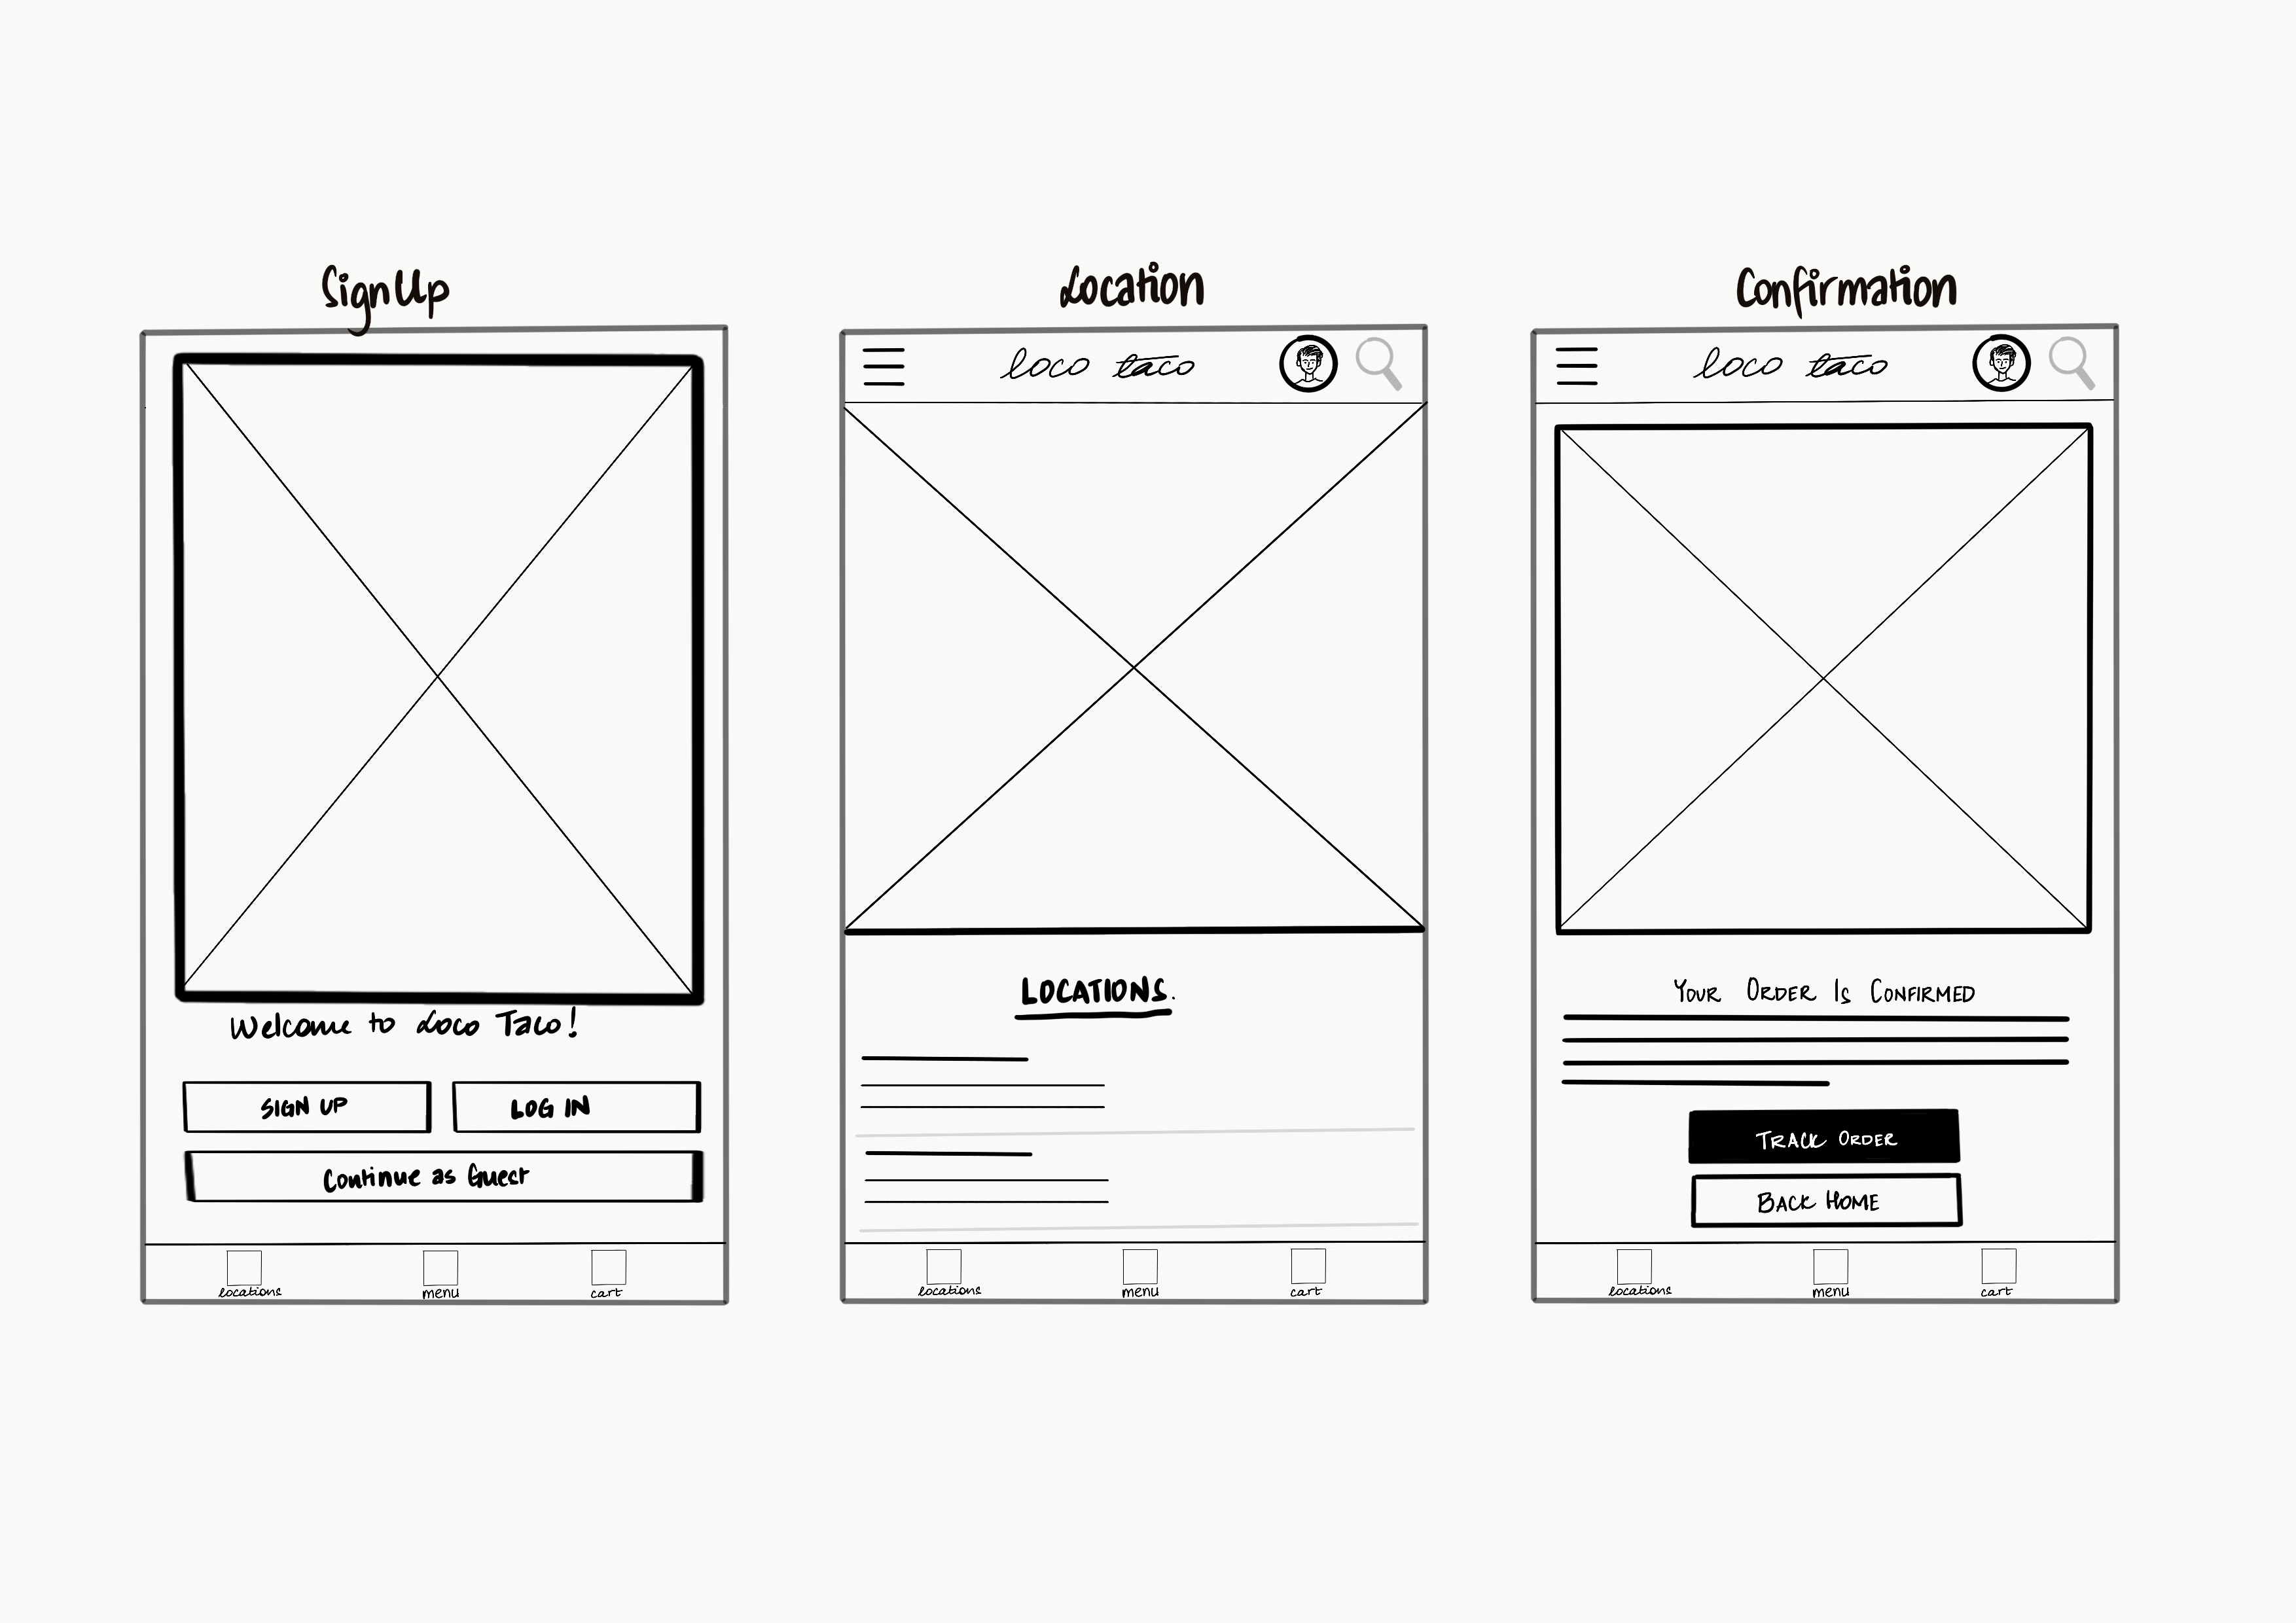 SignUp
Welcome to Loco Taco!
SIGN UP
LOG IN
Continue as Guest
locations
menu
cart
Location
loco taco
LOCATIONS.
locations
menu
cart
Confirmation
loco taco
YOUR ORDER IS CONFIRMED
TRACK ORDER
BACK HOME
locations
menu
cart